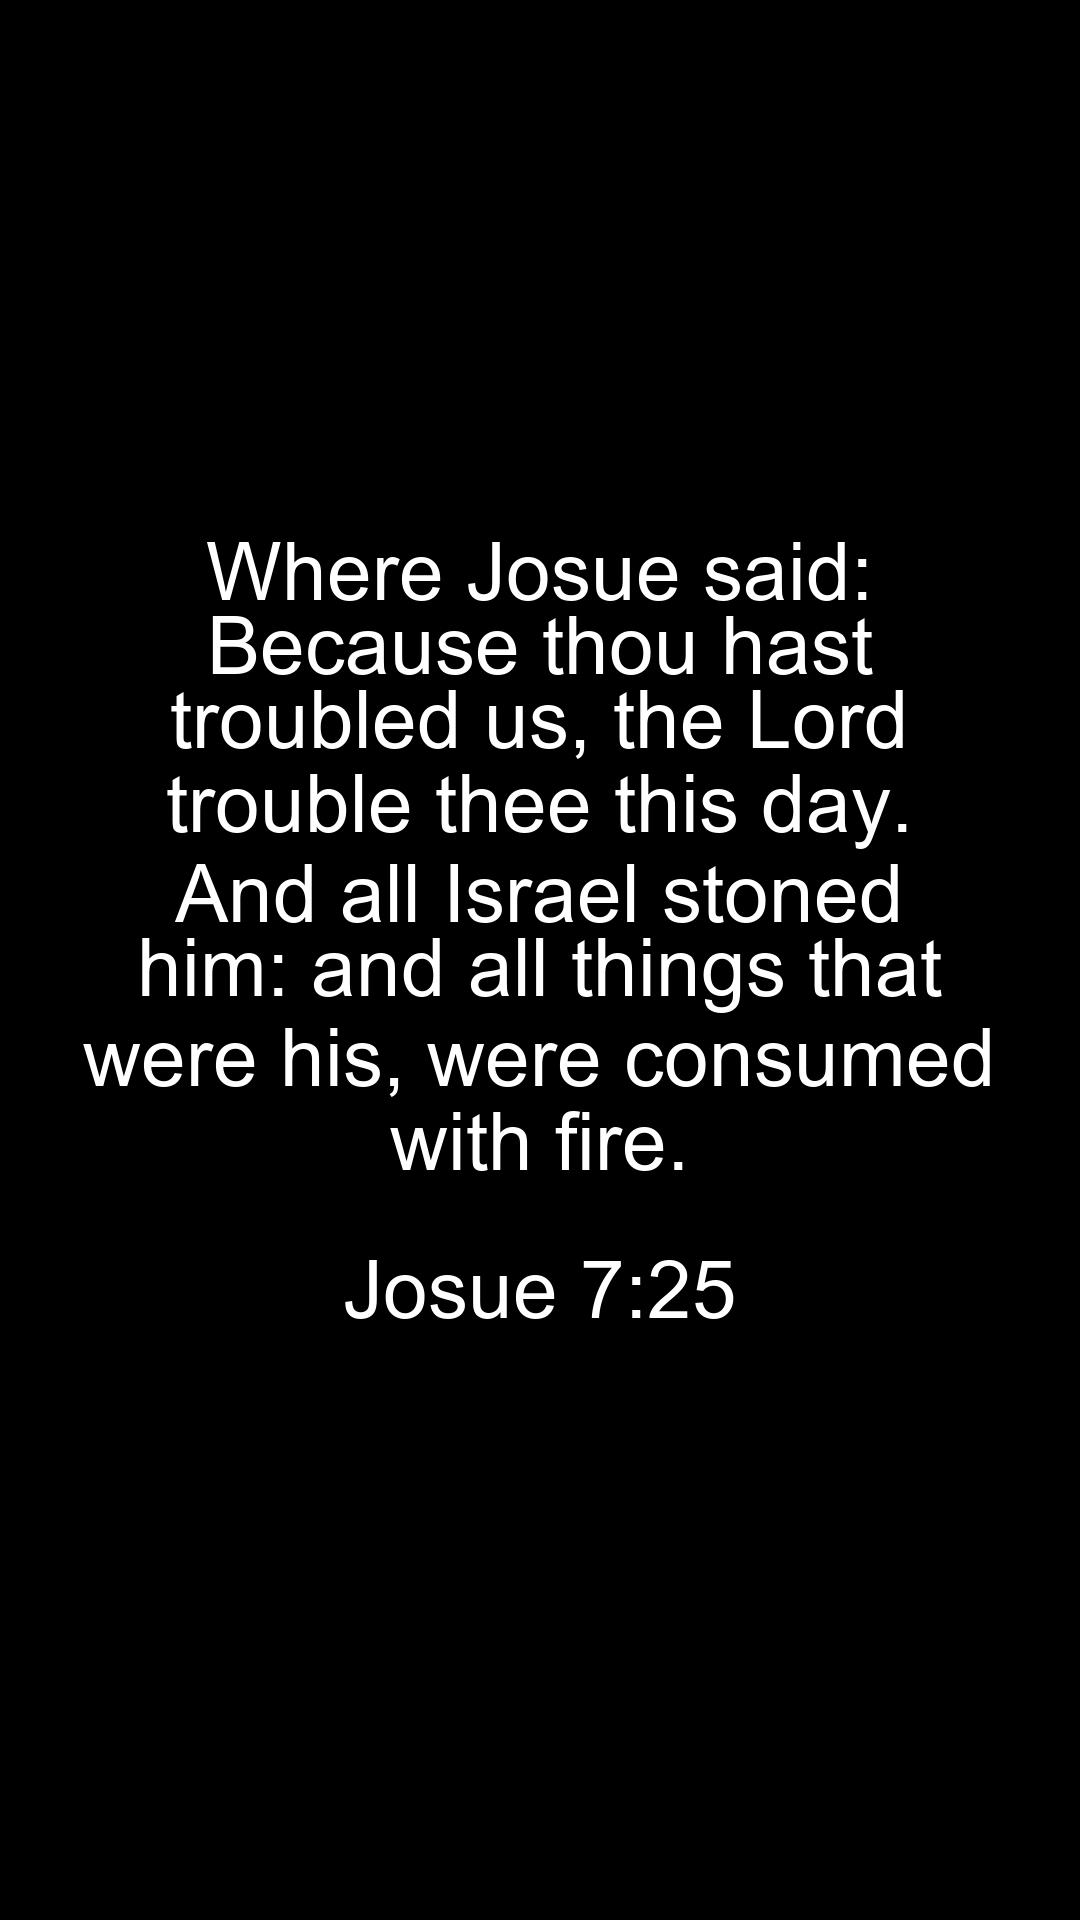 Where Josue said:
Because thou hast
troubled us, the Lord
trouble thee this day.
And all Israel stoned
him: and all things that
were his, were consumed
with fire.
Josue 7:25